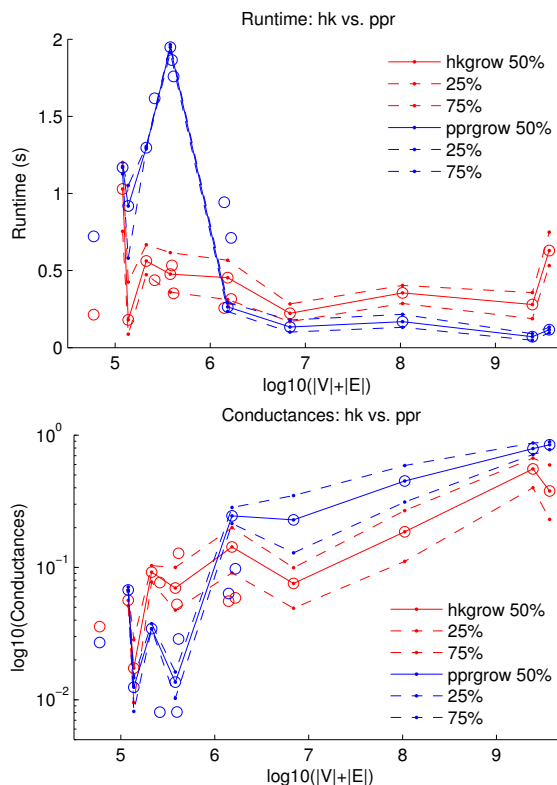 Runtime: hk vs. ppr
2
1.5
1
0.5
0
Runtime (s)
hkgrow 50%
25%
75%
pprgrow 50%
25%
75%
5 6 7 8 9
log10(|V|+|E|)
Conductances: hk vs. ppr
10^0
10^-1
10^-2
log10(Conductances)
hkgrow 50%
25%
75%
pprgrow 50%
25%
75%
5 6 7 8 9
log10(|V|+|E|)